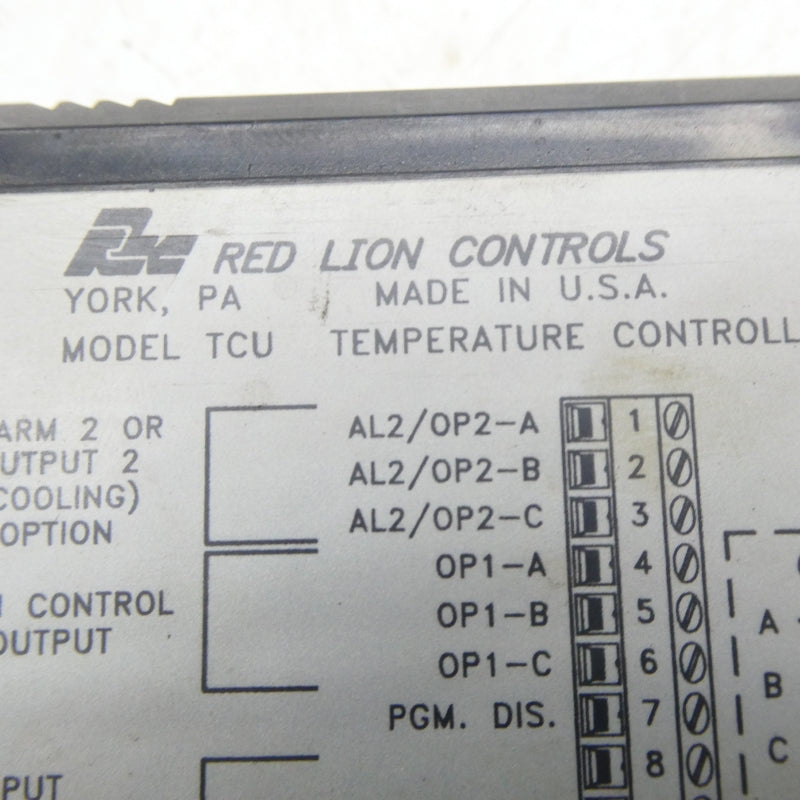 RLC RED LION CONTROLS
YORK, PA MADE IN U.S.A.
MODEL TCU TEMPERATURE CONTROLL
ARM 2 OR
UTPUT 2
COOLING)
OPTION
AL2/OP2-A 1
AL2/OP2-B 2
AL2/OP2-C 3
CONTROL
OUTPUT
OP1-A 4
OP1-B 5
OP1-C 6
PGM. DIS. 7
8
PUT
A
B
C